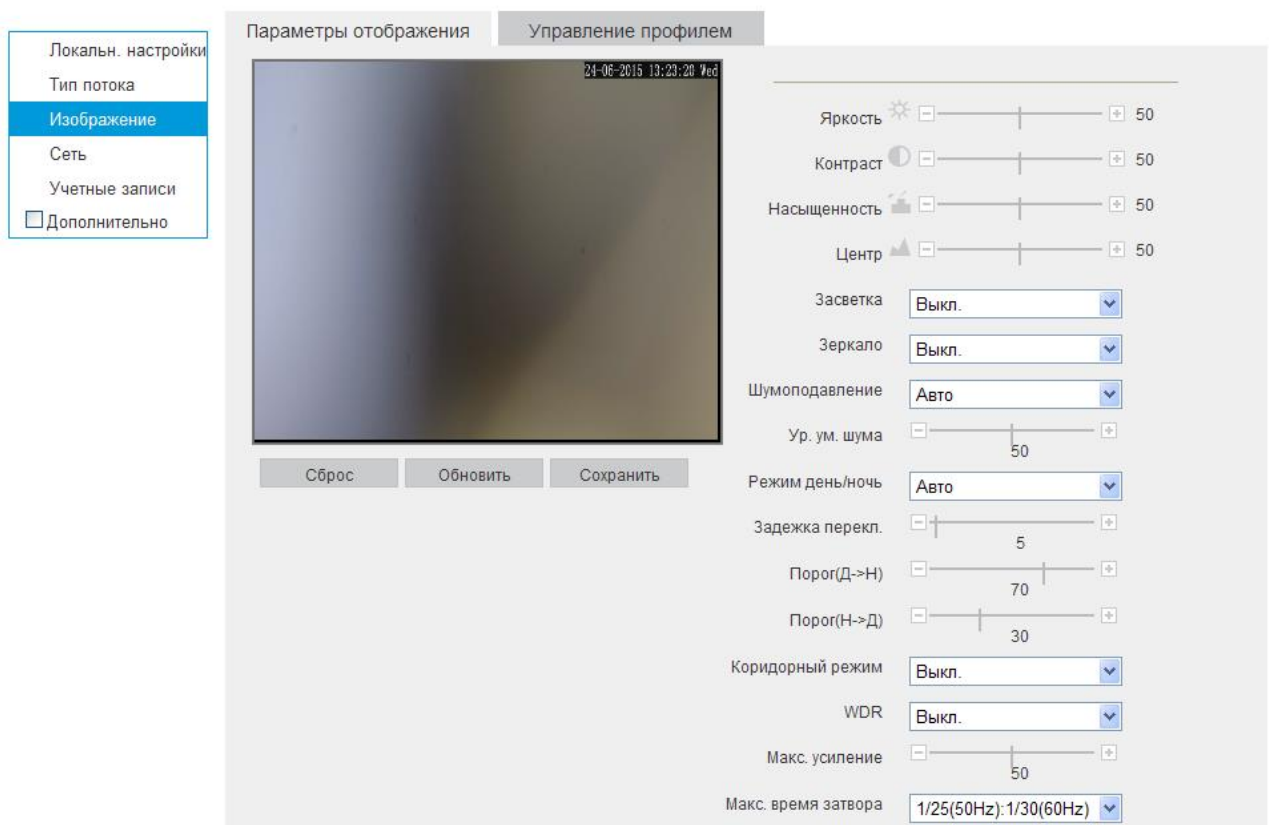 Параметры отображения
Управление профилем
Локальн. настройки
Тип потока
Изображение
Сеть
Учетные записи
Дополнительно
24-06-2015 13:23:20 Wed
Яркость 50
Контраст 50
Насыщенность 50
Центр 50
Засветка Выкл.
Зеркало Выкл.
Шумоподавление Авто
Ур. ум. шума 50
Сброс
Обновить
Сохранить
Режим день/ночь Авто
Задежка перекл. 5
Порог(Д->Н) 70
Порог(Н->Д) 30
Коридорный режим Выкл.
WDR Выкл.
Макс. усиление 50
Макс. время затвора 1/25(50Hz):1/30(60Hz)